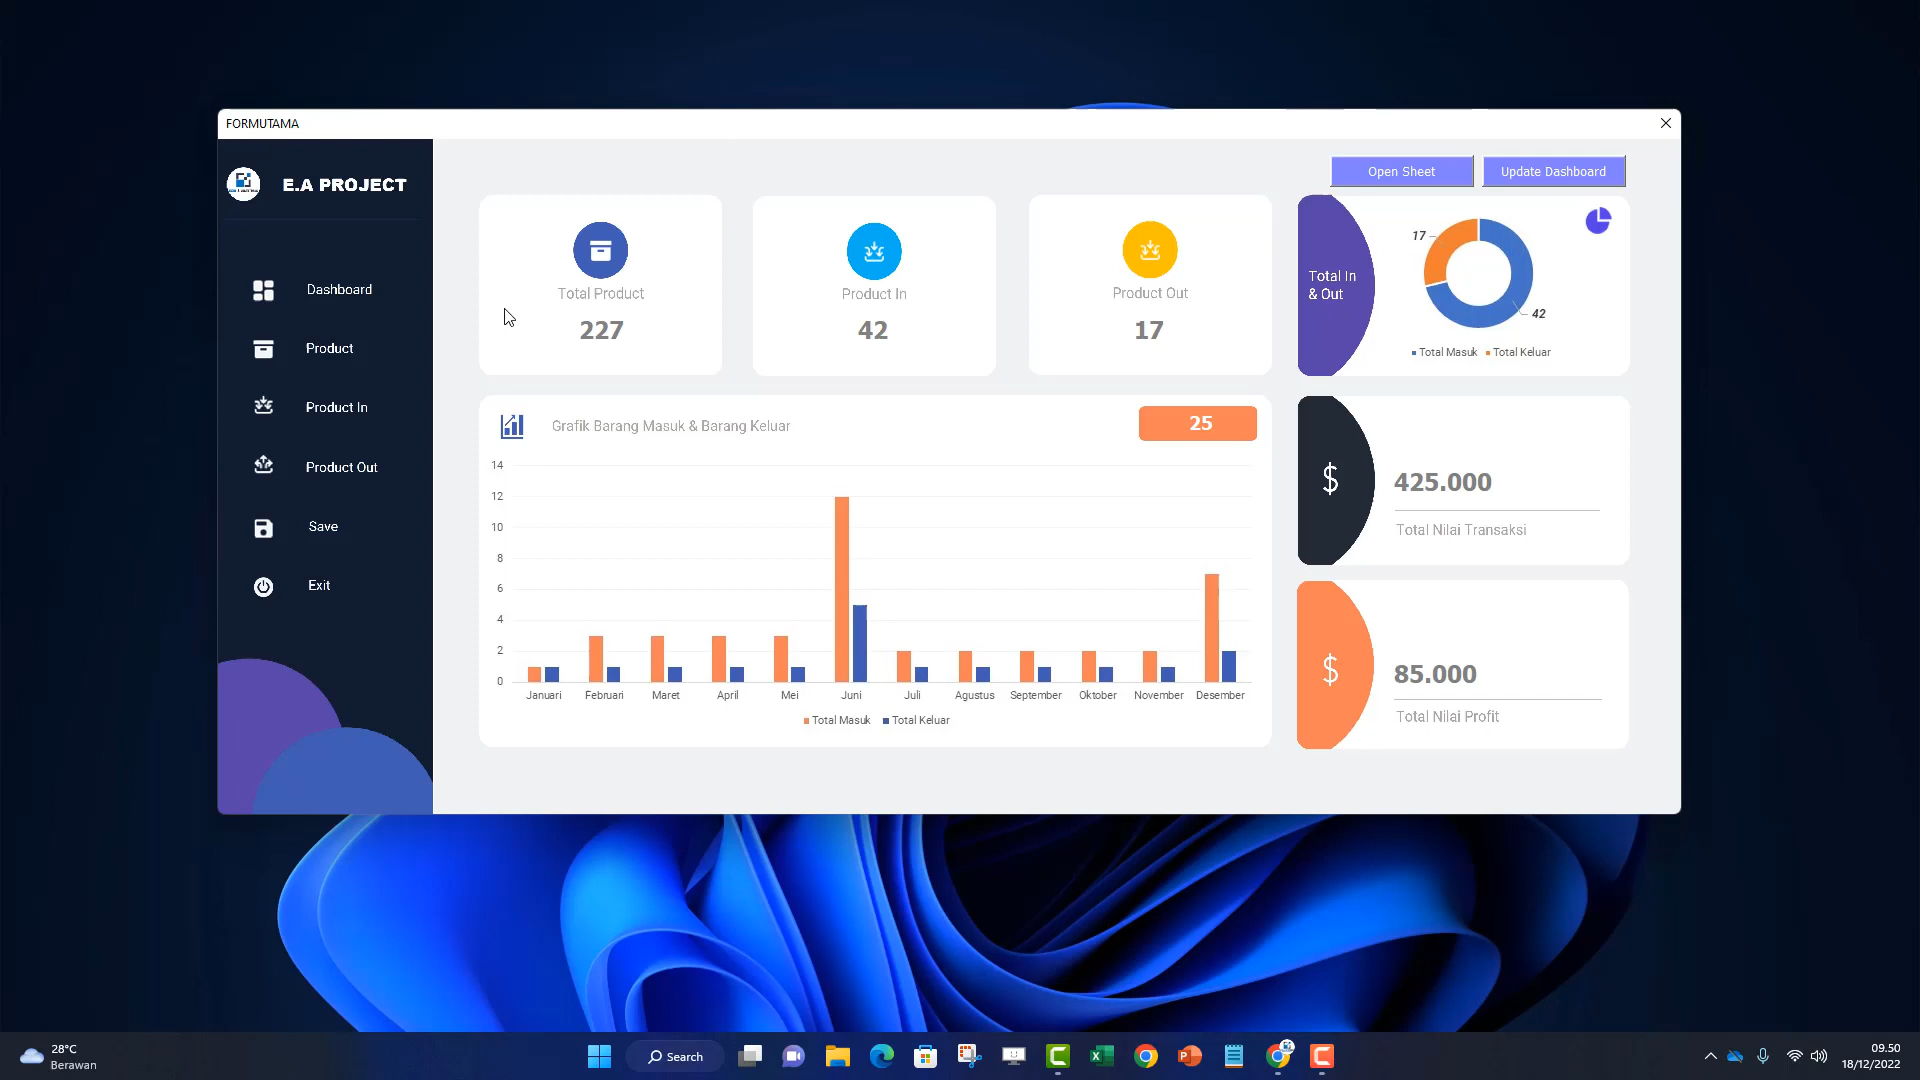 FORMUTAMA
E.A PROJECT
Dashboard
Product
Product In
Product Out
Save
Exit
Open Sheet
Update Dashboard
Total Product
227
Product In
42
Product Out
17
Total In
& Out
17
42
Total Masuk Total Keluar
Grafik Barang Masuk & Barang Keluar
25
14
12
10
8
6
4
2
0
Januari Februari Maret April Mei Juni Juli Agustus September Oktober November Desember
Total Masuk Total Keluar
$
425.000
Total Nilai Transaksi
$
85.000
Total Nilai Profit
28°C
Berawan
Search
09.50
18/12/2022